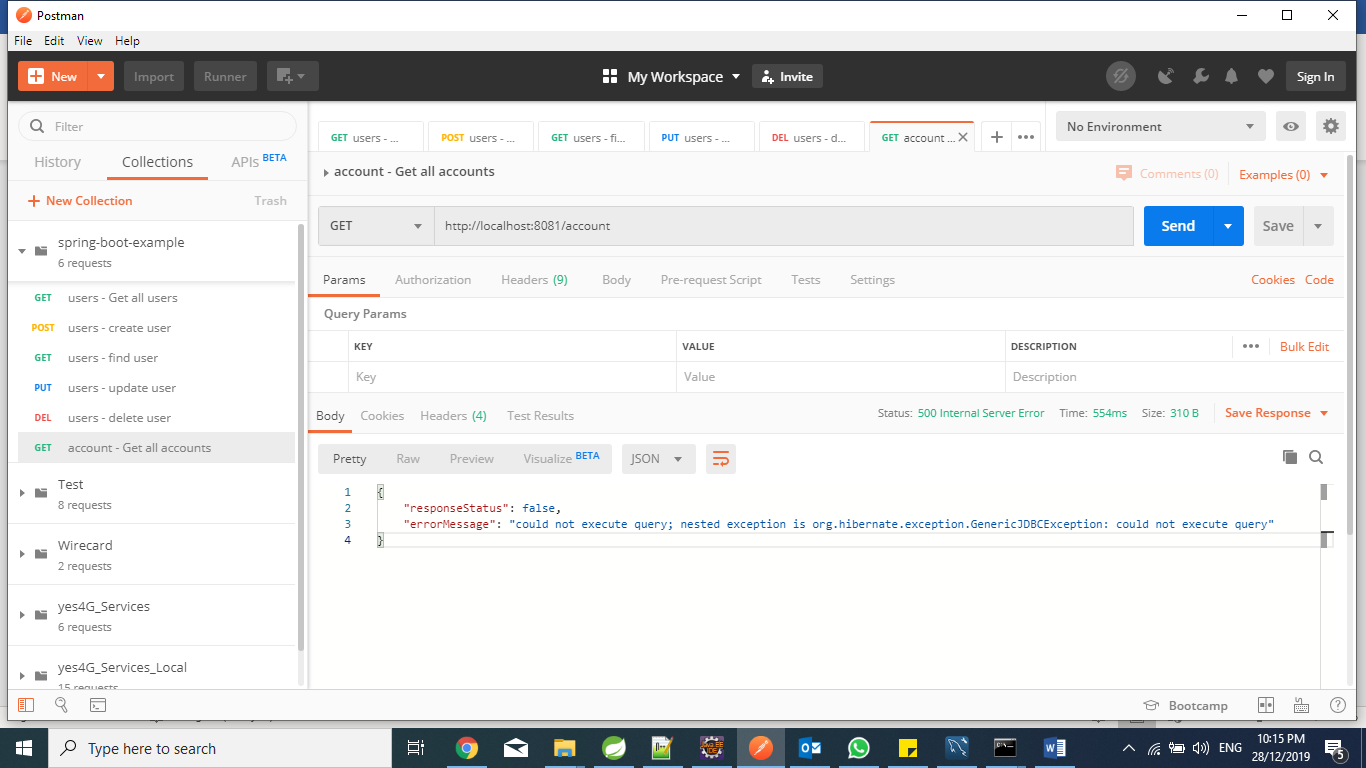 Postman
File Edit View Help
New Import Runner My Workspace Invite Sign In
Filter
History Collections APIs BETA
New Collection Trash
spring-boot-example
6 requests
GET users - Get all users
POST users - create user
GET users - find user
PUT users - update user
DEL users - delete user
GET account - Get all accounts
Test
8 requests
Wirecard
2 requests
yes4G_Services
6 requests
yes4G_Services_Local
15 requests
GET users - ... POST users - ... GET users - fi... PUT users - ... DEL users - d... GET account ... No Environment
account - Get all accounts Comments (0) Examples (0)
GET http://localhost:8081/account Send Save
Params Authorization Headers (9) Body Pre-request Script Tests Settings Cookies Code
Query Params
KEY VALUE DESCRIPTION Bulk Edit
Key Value Description
Body Cookies Headers (4) Test Results Status: 500 Internal Server Error Time: 554ms Size: 310 B Save Response
Pretty Raw Preview Visualize BETA JSON
1 {
2 "responseStatus": false,
3 "errorMessage": "could not execute query; nested exception is org.hibernate.exception.GenericJDBCException: could not execute query"
4 }
Bootcamp
Type here to search ENG 10:15 PM
28/12/2019 5